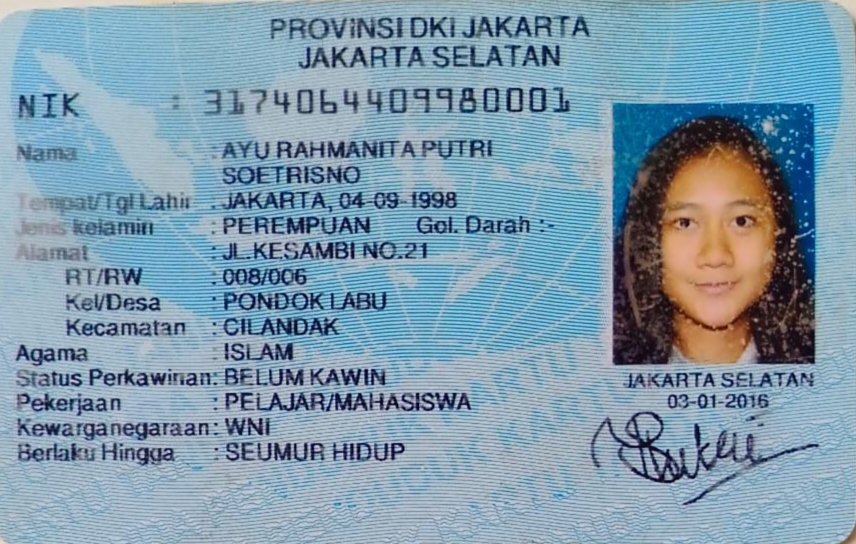 PROVINSI DKI JAKARTA
JAKARTA SELATAN
NIK : 3174064409980001
Nama : AYU RAHMANITA PUTRI
SOETRISNO
Tempat/Tgl Lahir : JAKARTA, 04-09-1998
Jenis kelamin : PEREMPUAN Gol. Darah :-
Alamat : JL.KESAMBI NO.21
RT/RW : 008/006
Kel/Desa : PONDOK LABU
Kecamatan : CILANDAK
Agama : ISLAM
Status Perkawinan: BELUM KAWIN
Pekerjaan : PELAJAR/MAHASISWA
Kewarganegaraan: WNI
Berlaku Hingga : SEUMUR HIDUP
JAKARTA SELATAN
03-01-2016